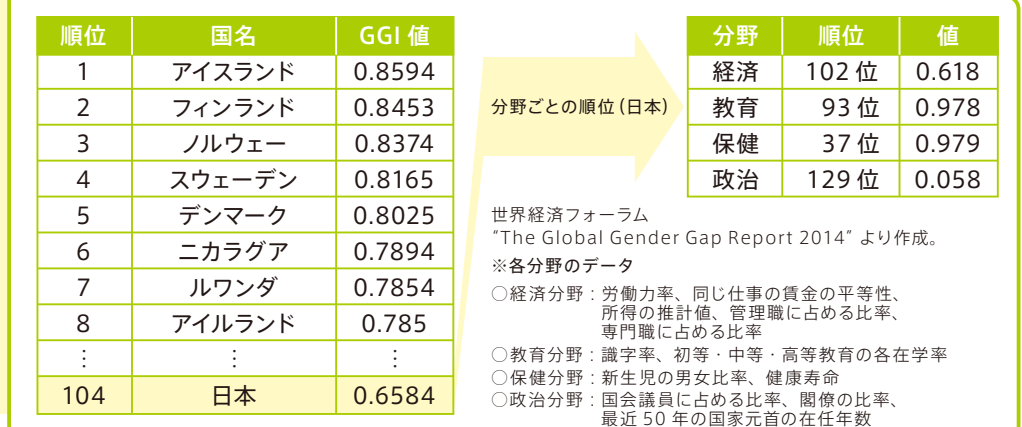 順位 国名 GGI 値
1 アイスランド 0.8594
2 フィンランド 0.8453
3 ノルウェー 0.8374
4 スウェーデン 0.8165
5 デンマーク 0.8025
6 ニカラグア 0.7894
7 ルワンダ 0.7854
8 アイルランド 0.785
⋮ ⋮ ⋮
104 日本 0.6584
分野ごとの順位（日本）
分野 順位 値
経済 102 位 0.618
教育 93 位 0.978
保健 37 位 0.979
政治 129 位 0.058
世界経済フォーラム
“The Global Gender Gap Report 2014” より作成。
※各分野のデータ
○経済分野：労働力率、同じ仕事の賃金の平等性、
所得の推計値、管理職に占める比率、
専門職に占める比率
○教育分野：識字率、初等・中等・高等教育の各在学率
○保健分野：新生児の男女比率、健康寿命
○政治分野：国会議員に占める比率、閣僚の比率、
最近 50 年の国家元首の在任年数